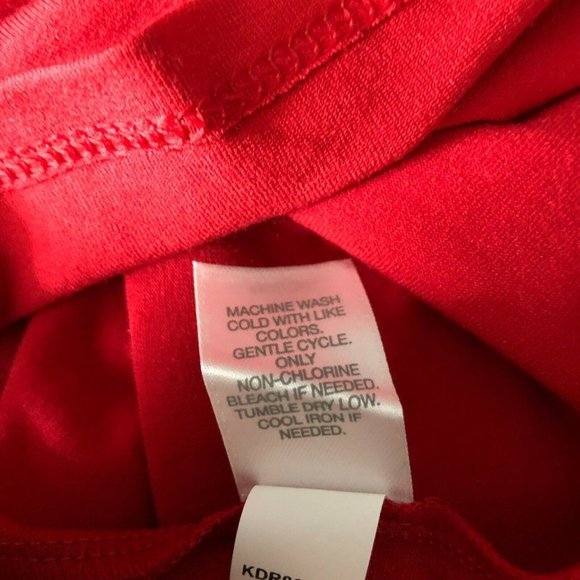 MACHINE WASH
COLD WITH LIKE
COLORS.
GENTLE CYCLE.
ONLY
NON-CHLORINE
BLEACH IF NEEDED.
TUMBLE DRY LOW.
COOL IRON IF
NEEDED.